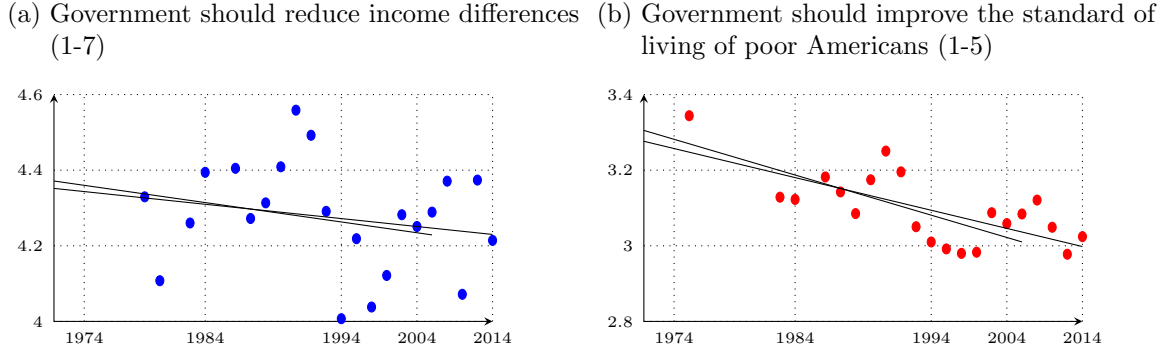 (a) Government should reduce income differences
(1-7)
4.6
4.4
4.2
4
1974 1984 1994 2004 2014
(b) Government should improve the standard of
living of poor Americans (1-5)
3.4
3.2
3
2.8
1974 1984 1994 2004 2014